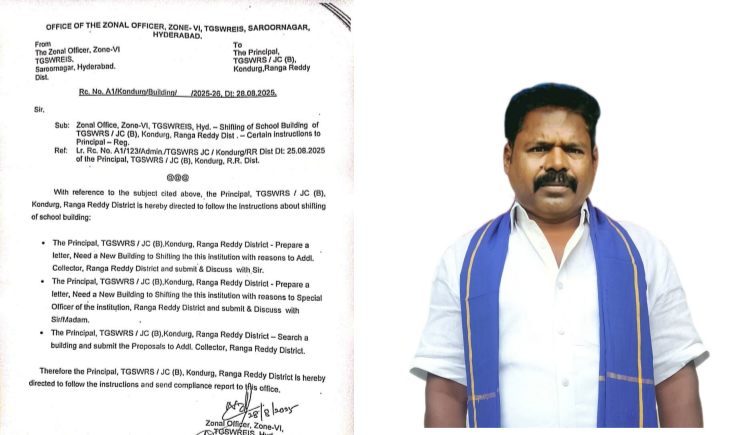 OFFICE OF THE ZONAL OFFICER, ZONE- VI, TGSWREIS, SAROORNAGAR,
HYDERABAD.
From
The Zonal Officer, Zone-VI
TGSWREIS,
Saroornagar, Hyderabad.
Dist.
To
The Principal,
TGSWRS / JC (B),
Kondurg,Ranga Reddy
Rc. No. A1/Kondurg/Building/ /2025-26, Dt: 28.08.2025.
Sir,
Sub: Zonal Office, Zone-VI, TGSWREIS, Hyd. – Shifting of School Building of
TGSWRS / JC (B), Kondurg, Ranga Reddy Dist . – Certain Instructions to
Principal – Reg.
Ref: Lr. Rc. No. A1/123/Admin./TGSWRS JC / Kondurg/RR Dist Dt: 25.08.2025
of the Principal, TGSWRS / JC (B), Kondurg, R.R. Dist.
@@@
With reference to the subject cited above, the Principal, TGSWRS / JC (B),
Kondurg, Ranga Reddy District is hereby directed to follow the instructions about shifting
of school building:
• The Principal, TGSWRS / JC (B),Kondurg, Ranga Reddy District - Prepare a
letter, Need a New Building to Shifting the this institution with reasons to Addl.
Collector, Ranga Reddy District and submit & Discuss with Sir.
• The Principal, TGSWRS / JC (B),Kondurg, Ranga Reddy District - Prepare a
letter, Need a New Building to Shifting the this institution with reasons to Special
Officer of the institution, Ranga Reddy District and submit & Discuss with
Sir/Madam.
• The Principal, TGSWRS / JC (B),Kondurg, Ranga Reddy District – Search a
building and submit the Proposals to Addl. Collector, Ranga Reddy District.
Therefore the Principal, TGSWRS / JC (B), Kondurg, Ranga Reddy District is hereby
directed to follow the instructions and send compliance report to this office.
28/8/2025
Zonal Officer, Zone-VI,
TGSWREIS, Hyd.